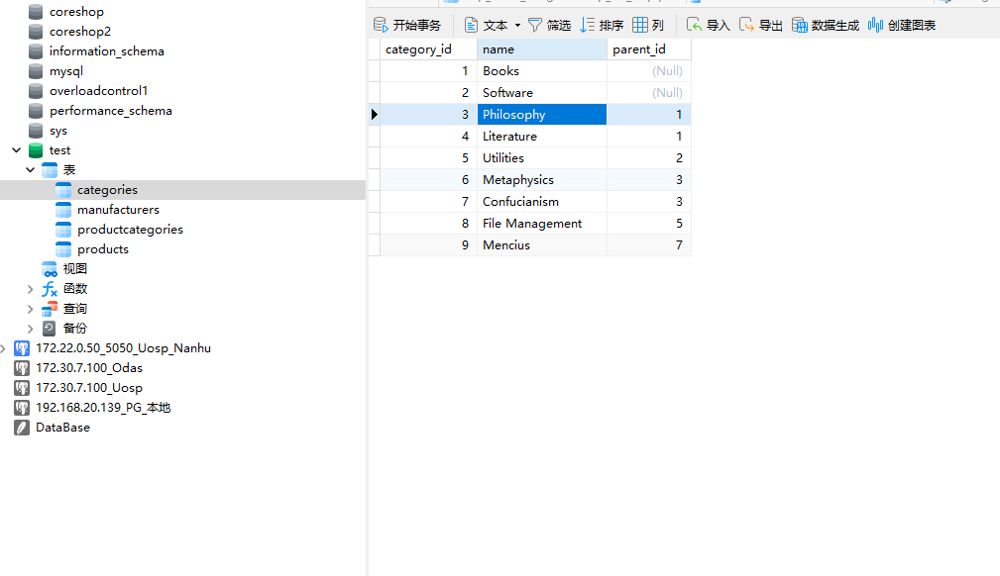 coreshop
coreshop2
information_schema
mysql
overloadcontrol1
performance_schema
sys
test
表
categories
manufacturers
productcategories
products
视图
函数
查询
备份
172.22.0.50_5050_Uosp_Nanhu
172.30.7.100_Odas
172.30.7.100_Uosp
192.168.20.139_PG_本地
DataBase
开始事务 文本 筛选 排序 列 导入 导出 数据生成 创建图表
category_id name parent_id
1 Books (Null)
2 Software (Null)
3 Philosophy 1
4 Literature 1
5 Utilities 2
6 Metaphysics 3
7 Confucianism 3
8 File Management 5
9 Mencius 7